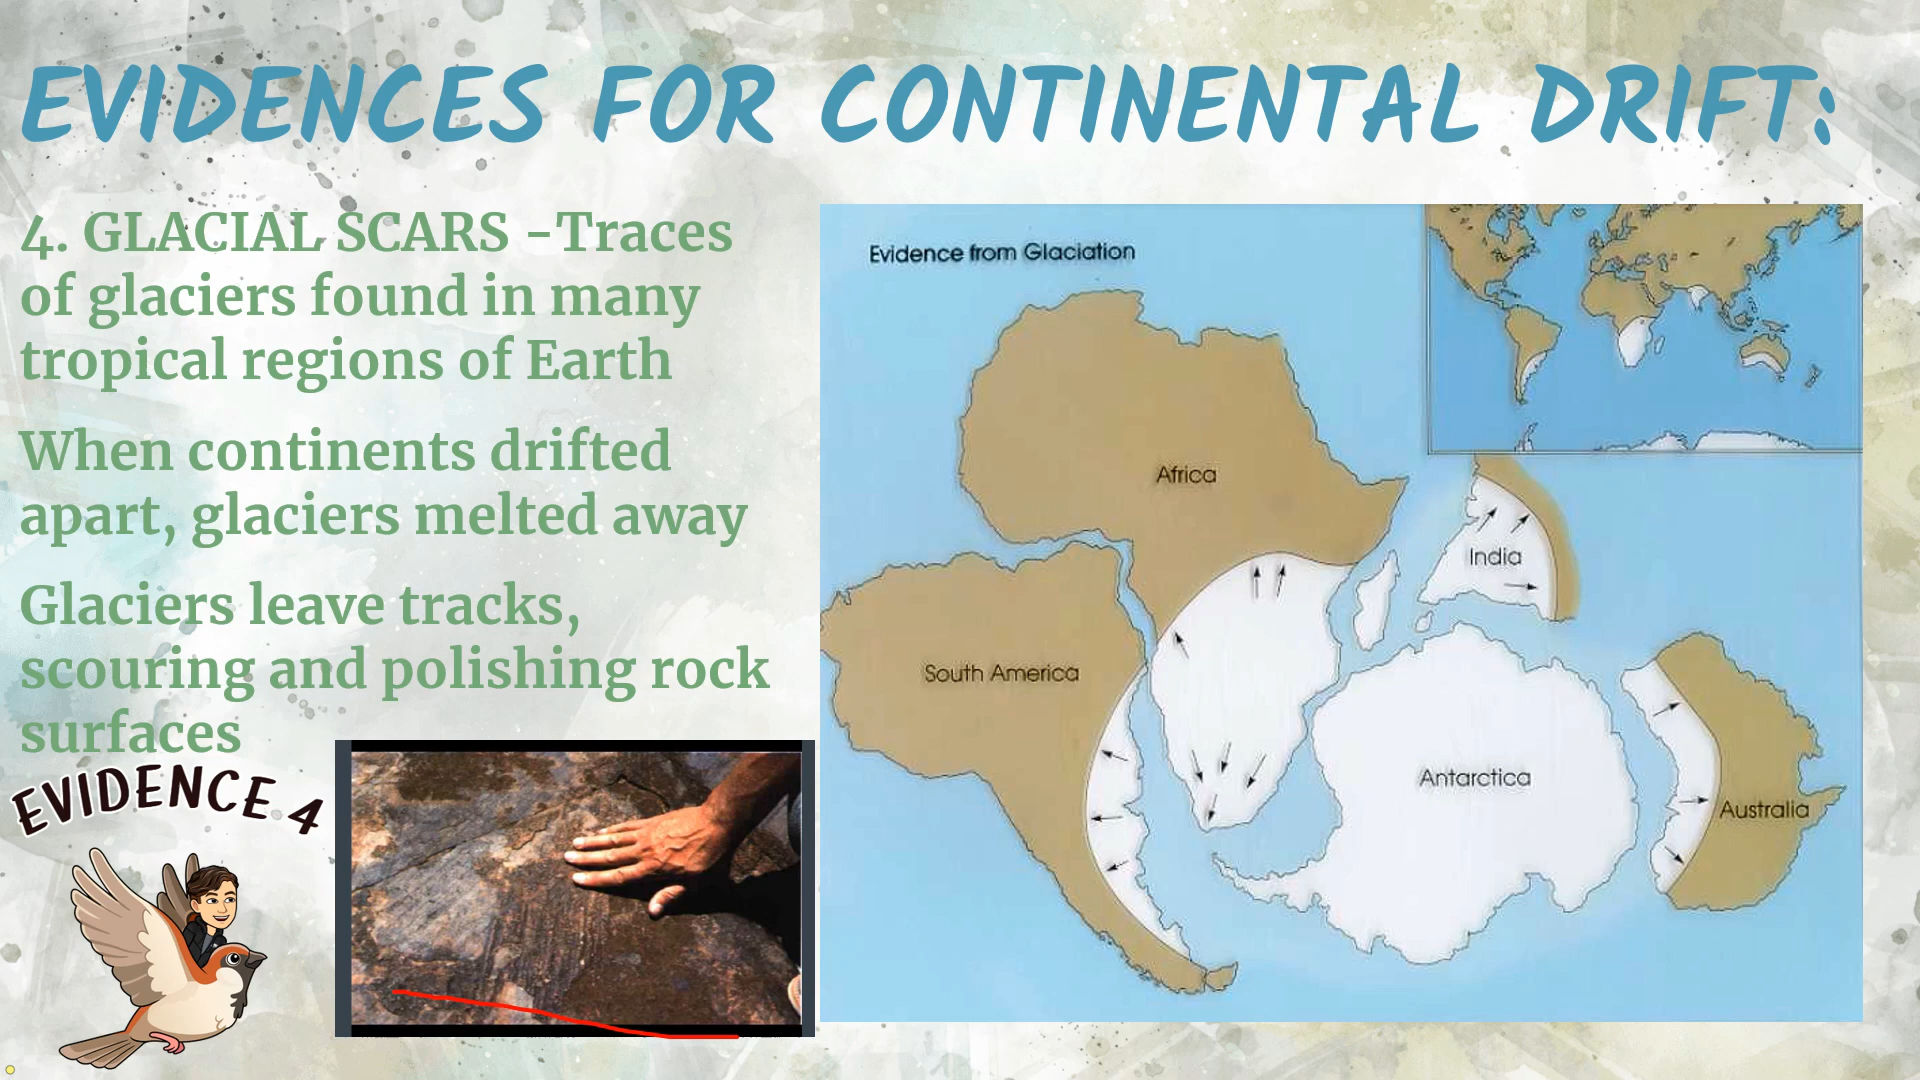 EVIDENCES FOR CONTINENTAL DRIFT:
4. GLACIAL SCARS -Traces
of glaciers found in many
tropical regions of Earth
When continents drifted
apart, glaciers melted away
Glaciers leave tracks,
scouring and polishing rock
surfaces
EVIDENCE 4
Evidence from Glaciation
Africa
India
South America
Antarctica
Australia